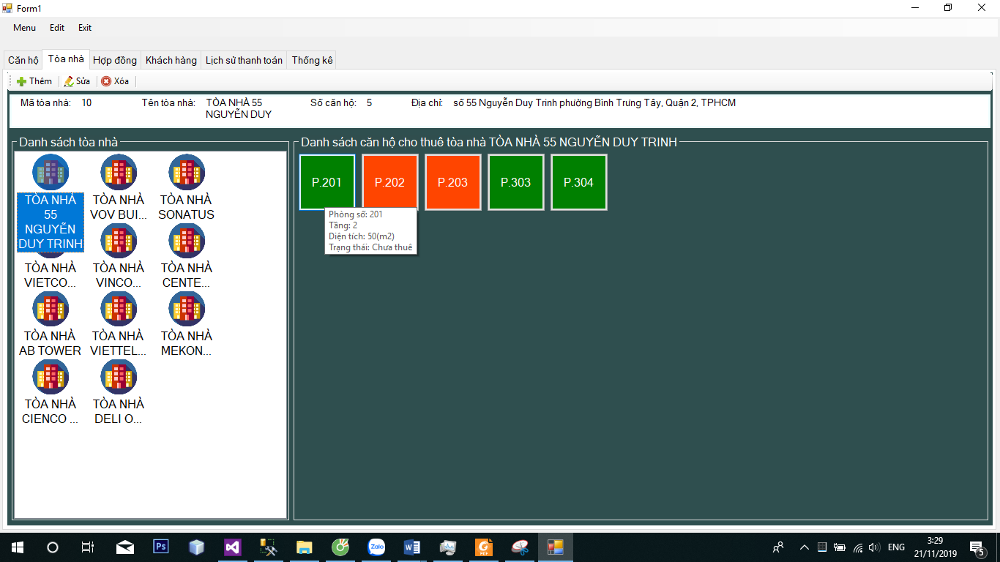 Form1
Menu Edit Exit
Căn hộ Tòa nhà Hợp đồng Khách hàng Lịch sử thanh toán Thống kê
Thêm Sửa Xóa
Mã tòa nhà: 10 Tên tòa nhà: TÒA NHÀ 55 Số căn hộ: 5 Địa chỉ: số 55 Nguyễn Duy Trinh phường Bình Trưng Tây, Quận 2, TPHCM
NGUYỄN DUY
Danh sách tòa nhà
TÒA NHÀ
55
NGUYỄN
DUY TRINH
TÒA NHÀ
VOV BUI...
TÒA NHÀ
SONATUS
TÒA NHÀ
VIETCO...
TÒA NHÀ
VINCO...
TÒA NHÀ
CENTE...
TÒA NHÀ
AB TOWER
TÒA NHÀ
VIETTEL...
TÒA NHÀ
MEKON...
TÒA NHÀ
CIENCO ...
TÒA NHÀ
DELI O...
Danh sách căn hộ cho thuê tòa nhà TÒA NHÀ 55 NGUYỄN DUY TRINH
P.201 P.202 P.203 P.303 P.304
Phòng số: 201
Tầng: 2
Diện tích: 50(m2)
Trạng thái: Chưa thuê
Ps
Zalo
PDF
ENG
3:29
21/11/2019
5